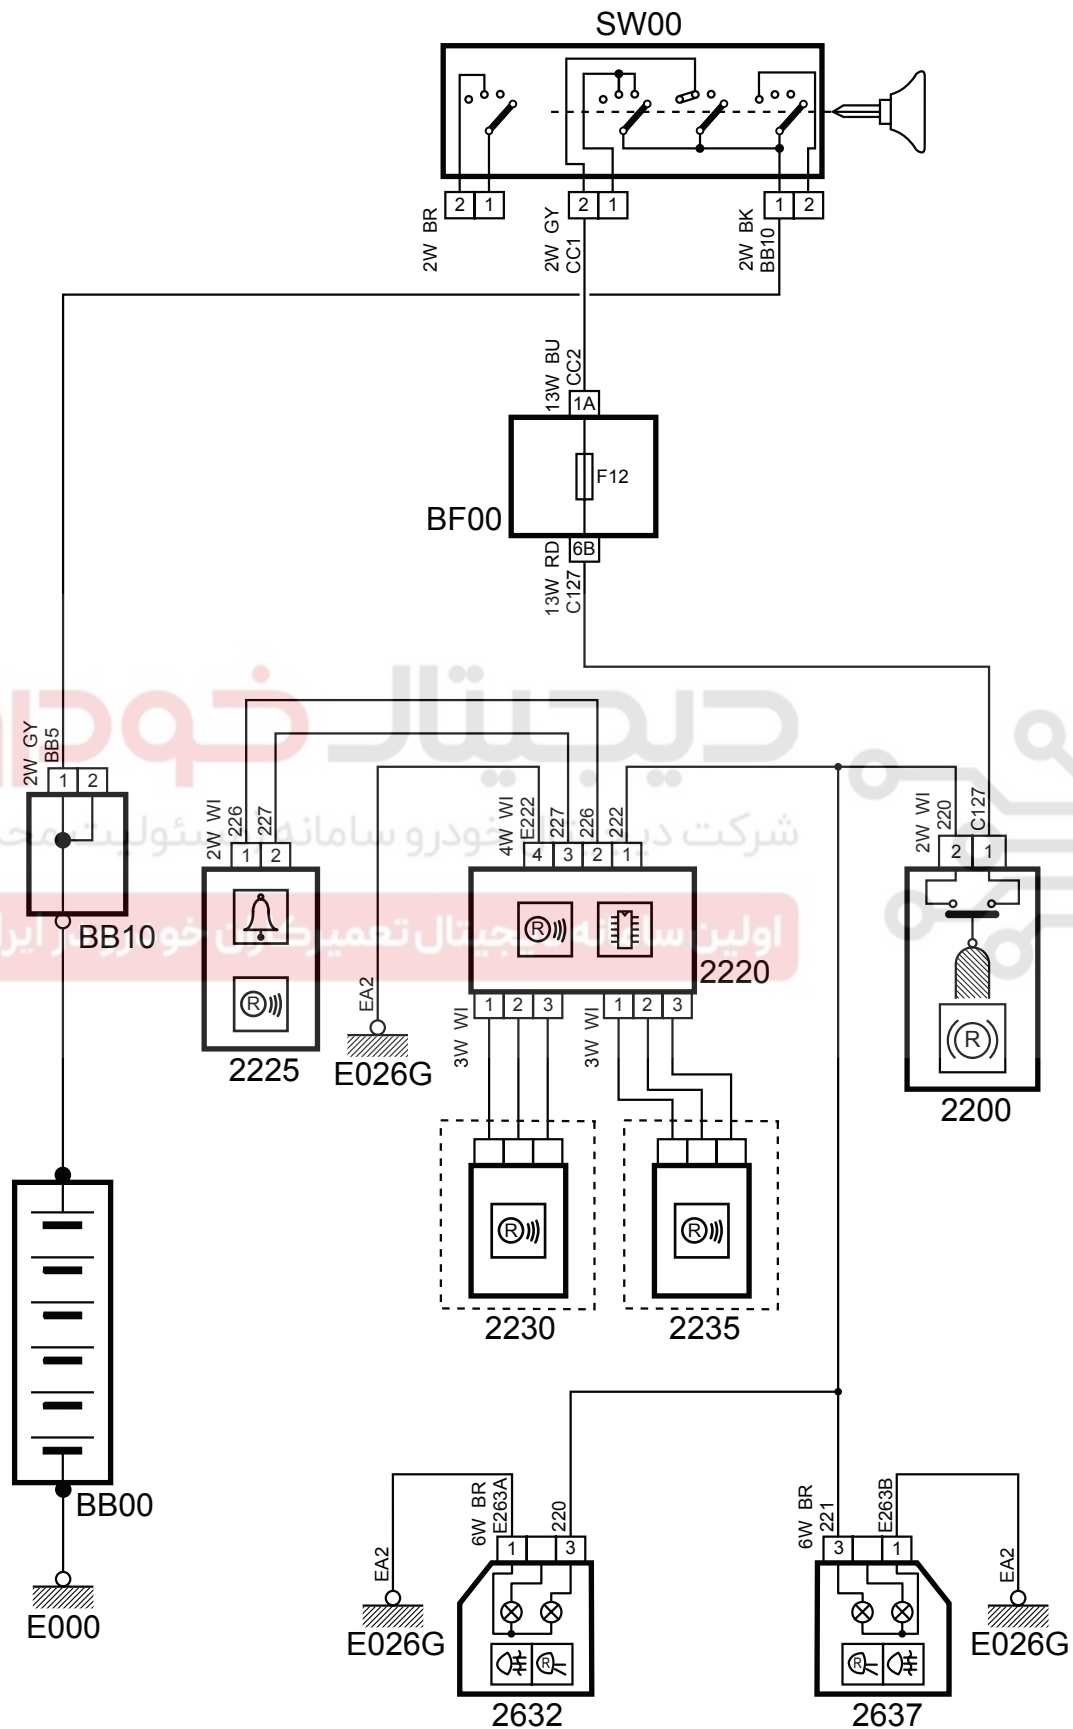 SW00
2 1
2 1
1 2
2W BR
2W GY
CC1
2W BK
BB10
13W BU
CC2
1A
F12
BF00
6B
13W RD
C127
دیجیتال خودرو
شرکت دیجیتال خودرو سامانه
اولین سامانه دیجیتال تعمیرکاران خودرو در ایران
2W GY
BB5
1 2
BB10
2W WI
226
227
1 2
2225
4W WI
E222
227
226
222
4 3 2 1
R
2220
EA2
E026G
R
2W WI
220
C127
2 1
R
2200
3W WI
1 2 3
3W WI
1 2 3
R
2230
R
2235
BB00
E000
6W BR
E263A
220
1 3
EA2
E026G
R
2632
6W BR
221
E263B
3 1
EA2
E026G
R
2637